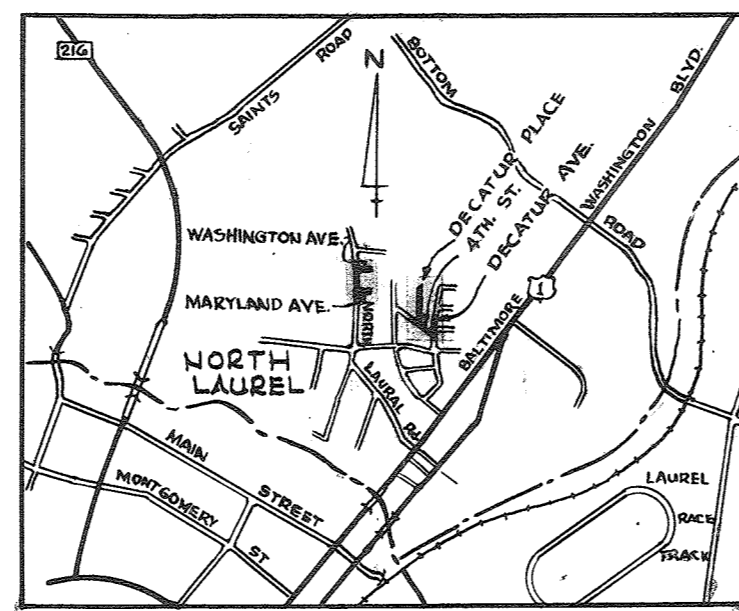 216
SAINTS ROAD
N
BOTTOM ROAD
BALTIMORE WASHINGTON BLVD.
DECATUR PLACE
4TH. ST.
DECATUR AVE.
WASHINGTON AVE.
MARYLAND AVE.
NORTH
1
NORTH
LAUREL
LAURAL Rd.
MAIN STREET
MONTGOMERY ST
LAUREL
RACE
TRACK